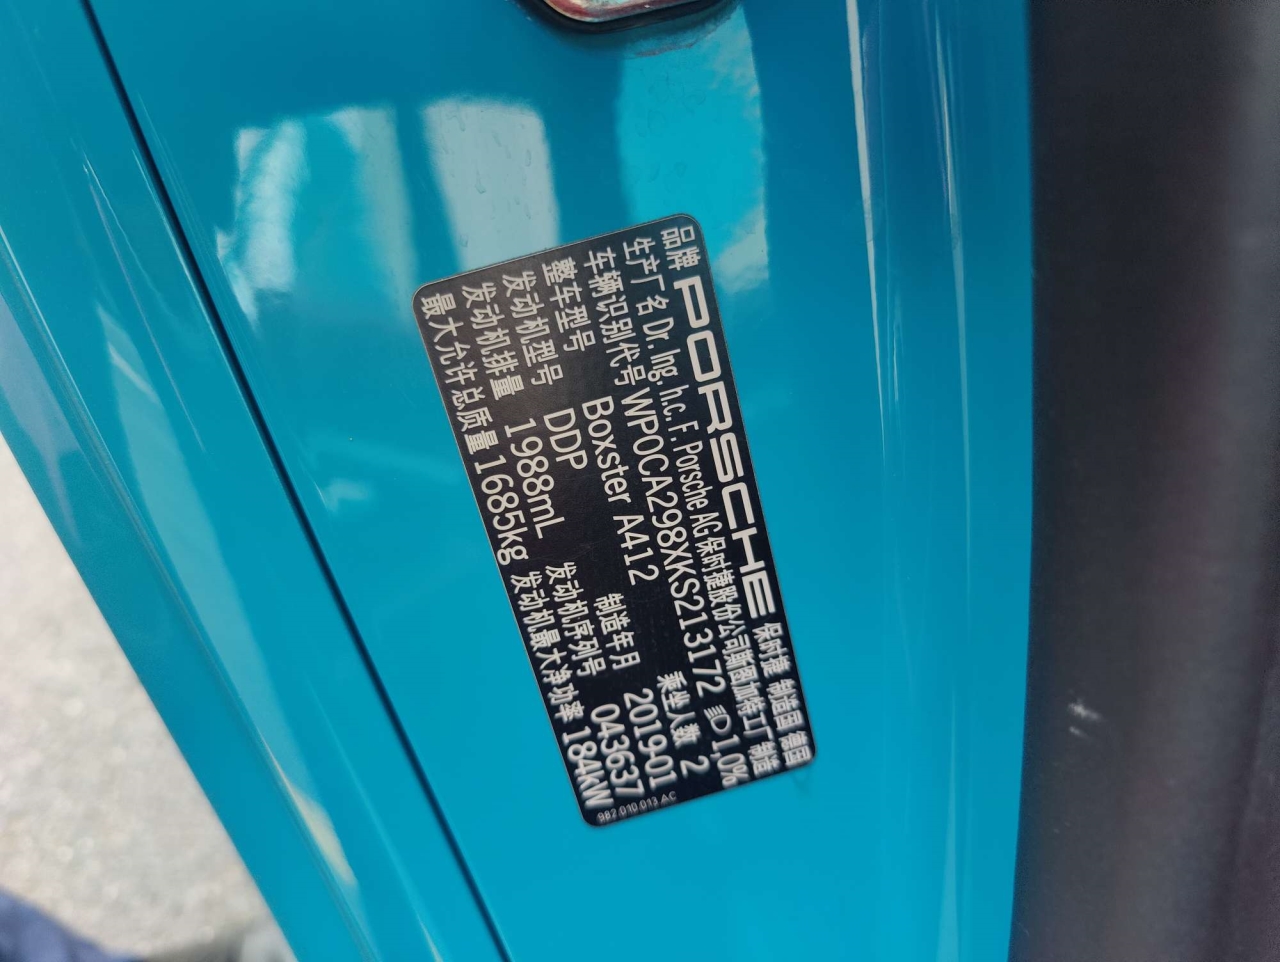 品牌 PORSCHE 保时捷 制造国 德国
生产厂名 Dr. Ing. h.c. F. Porsche AG 保时捷股份公司斯图加特工厂 制造
车辆识别代号 WP0CA298XKS213172 1,0%
整车型号 Boxster A412 乘坐人数 2
发动机型号 DDP 制造年月 2019-01
发动机排量 1988mL 发动机序列号 043637
最大允许总质量 1685kg 发动机最大净功率 184kW
982.010.013.AC